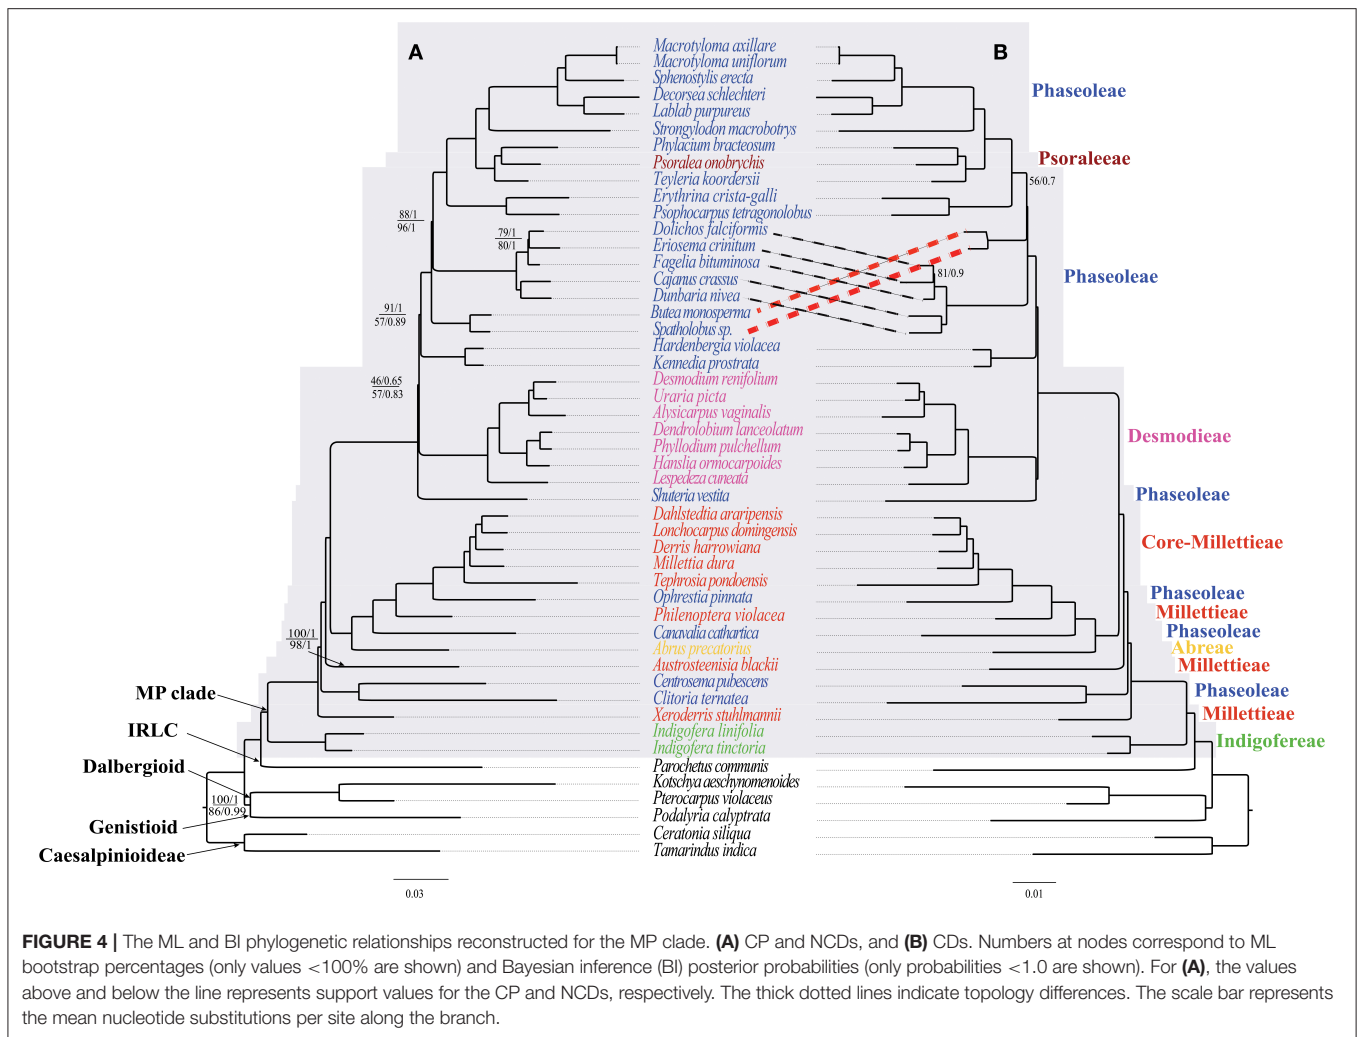 A
B
Macrotyloma axillare
Macrotyloma uniflorum
Sphenostylis erecta
Decorsea schlechteri
Lablab purpureus
Strongylodon macrobotrys
Phylacium bracteosum
Psoralea onobrychis
Teyleria koordersii
Erythrina crista-galli
Psophocarpus tetragonolobus
Dolichos falciformis
Eriosema crinitum
Fagelia bituminosa
Cajanus crassus
Dunbaria nivea
Butea monosperma
Spatholobus sp.
Hardenbergia violacea
Kennedia prostrata
Desmodium renifolium
Uraria picta
Alysicarpus vaginalis
Dendrolobium lanceolatum
Phyllodium pulchellum
Hanslia ormocarpoides
Lespedeza cuneata
Shuteria vestita
Dahlstedtia araripensis
Lonchocarpus domingensis
Derris harrowiana
Millettia dura
Tephrosia pondoensis
Ophrestia pinnata
Philenoptera violacea
Canavalia cathartica
Abrus precatorius
Austrosteenisia blackii
Centrosema pubescens
Clitoria ternatea
Xeroderris stuhlmannii
Indigofera linifolia
Indigofera tinctoria
Parochetus communis
Kotschya aeschynomenoides
Pterocarpus violaceus
Podalyria calyptrata
Ceratonia siliqua
Tamarindus indica
88/1
96/1
79/1
80/1
91/1
57/0.89
46/0.65
57/0.83
100/1
98/1
100/1
86/0.99
MP clade
IRLC
Dalbergioid
Genistioid
Caesalpinioideae
0.03
56/0.7
81/0.9
Phaseoleae
Psoraleeae
Phaseoleae
Desmodieae
Phaseoleae
Core-Millettieae
Phaseoleae
Millettieae
Phaseoleae
Abreae
Millettieae
Phaseoleae
Millettieae
Indigofereae
0.01
FIGURE 4 | The ML and BI phylogenetic relationships reconstructed for the MP clade. (A) CP and NCDs, and (B) CDs. Numbers at nodes correspond to ML
bootstrap percentages (only values <100% are shown) and Bayesian inference (BI) posterior probabilities (only probabilities <1.0 are shown). For (A), the values
above and below the line represents support values for the CP and NCDs, respectively. The thick dotted lines indicate topology differences. The scale bar represents
the mean nucleotide substitutions per site along the branch.